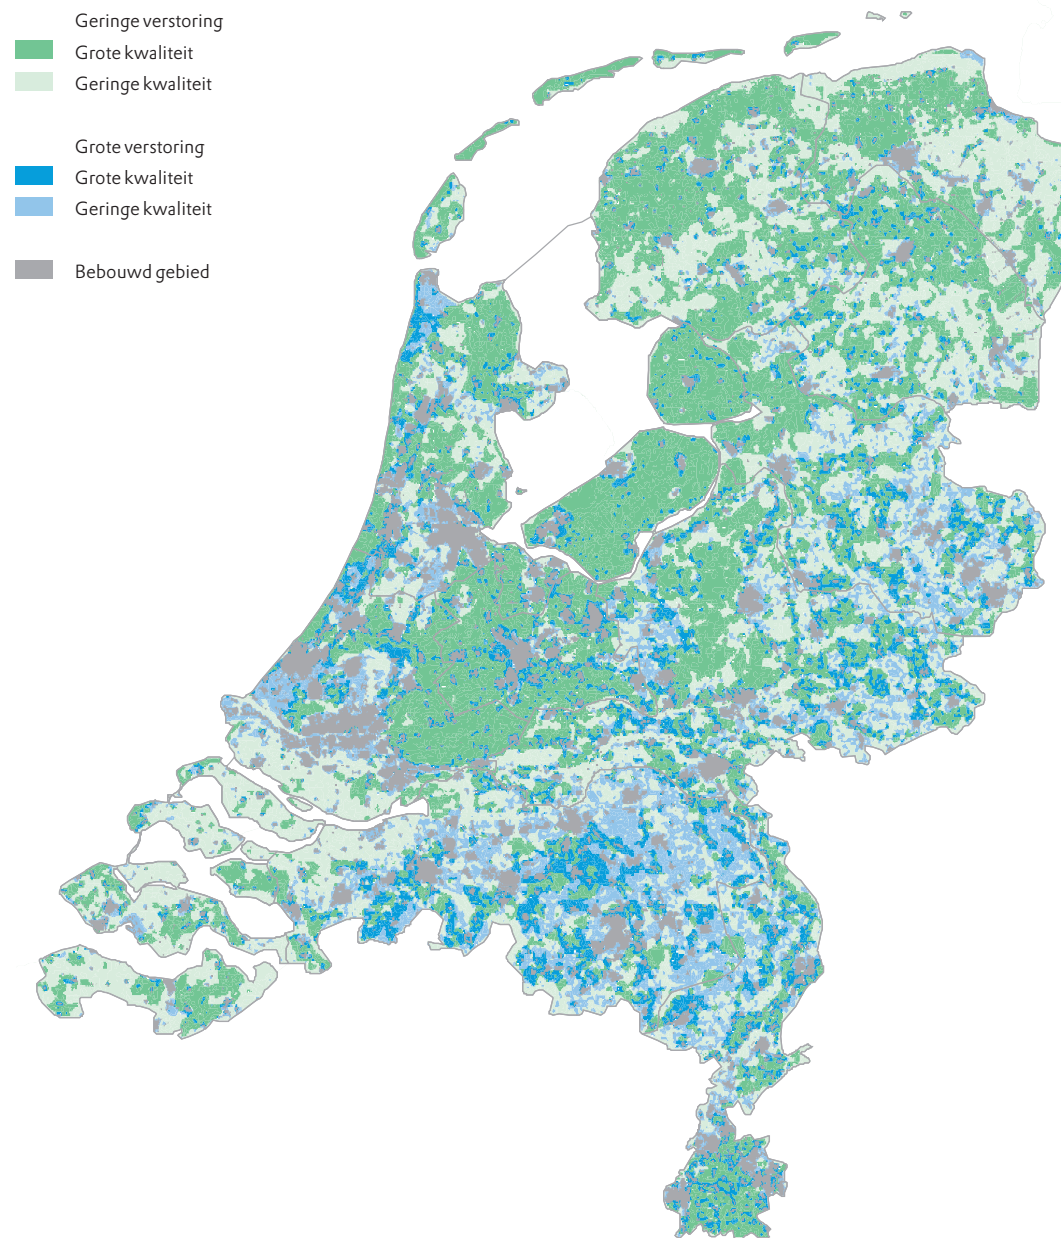 Geringe verstoring
Grote kwaliteit
Geringe kwaliteit
Grote verstoring
Grote kwaliteit
Geringe kwaliteit
Bebouwd gebied